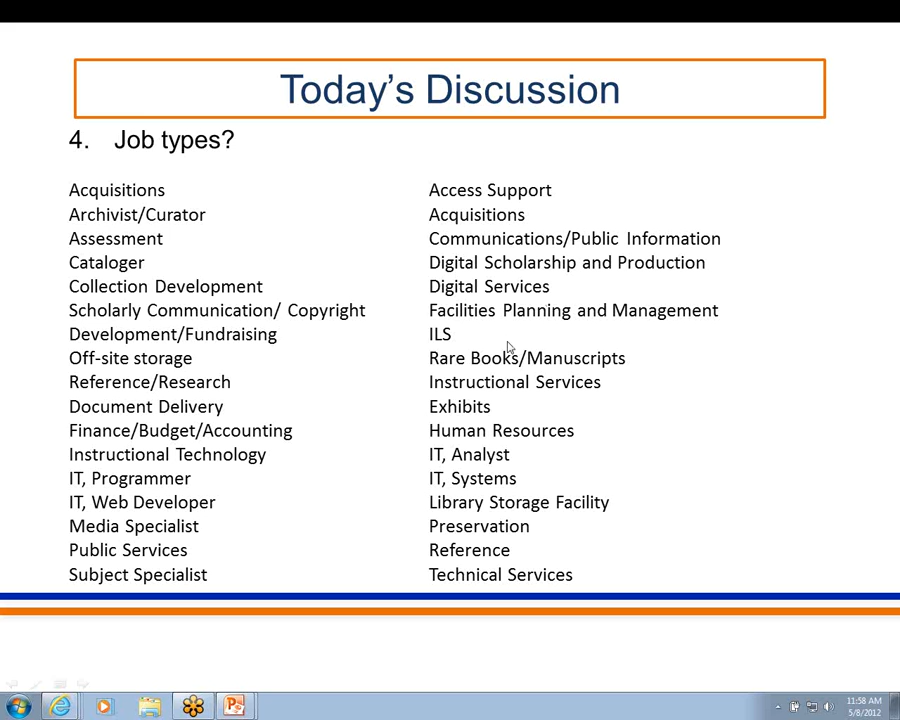 Today's Discussion
4. Job types?
Acquisitions
Archivist/Curator
Assessment
Cataloger
Collection Development
Scholarly Communication/ Copyright
Development/Fundraising
Off-site storage
Reference/Research
Document Delivery
Finance/Budget/Accounting
Instructional Technology
IT, Programmer
IT, Web Developer
Media Specialist
Public Services
Subject Specialist
Access Support
Acquisitions
Communications/Public Information
Digital Scholarship and Production
Digital Services
Facilities Planning and Management
ILS
Rare Books/Manuscripts
Instructional Services
Exhibits
Human Resources
IT, Analyst
IT, Systems
Library Storage Facility
Preservation
Reference
Technical Services
11:58 AM
5/8/2012